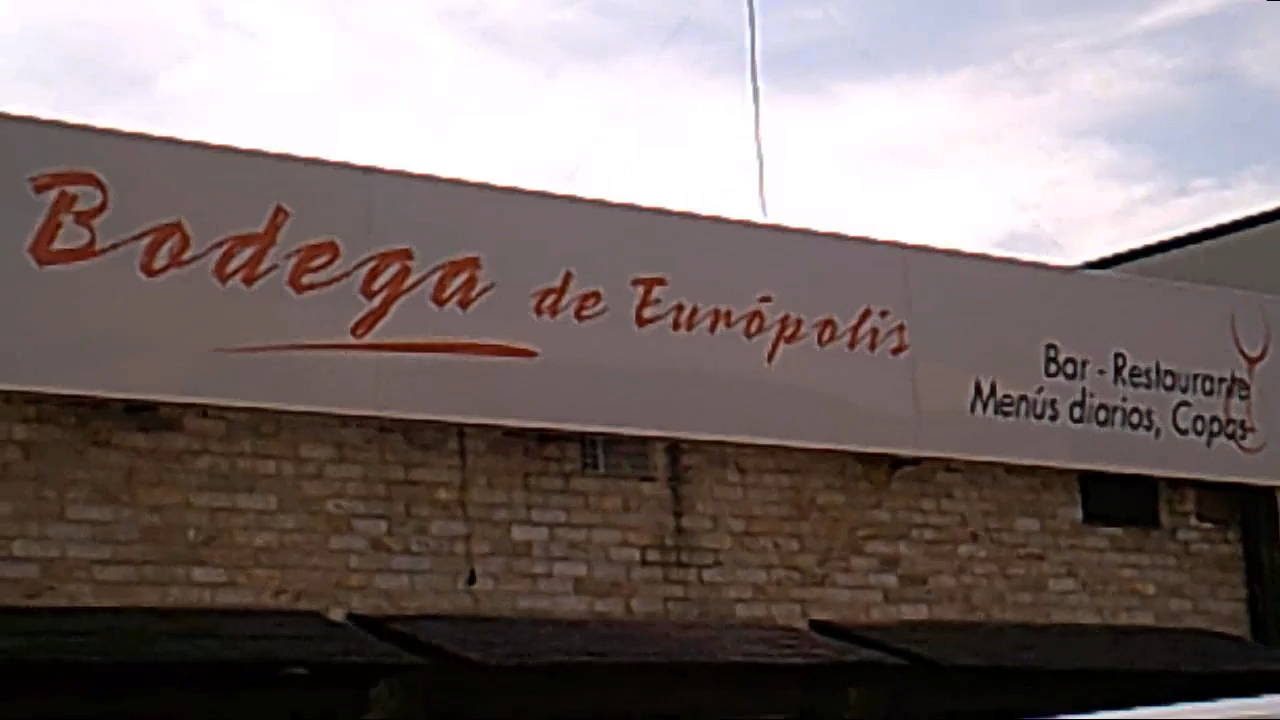 Bodega de Európolis
Bar - Restaurante
Menús diarios, Copas